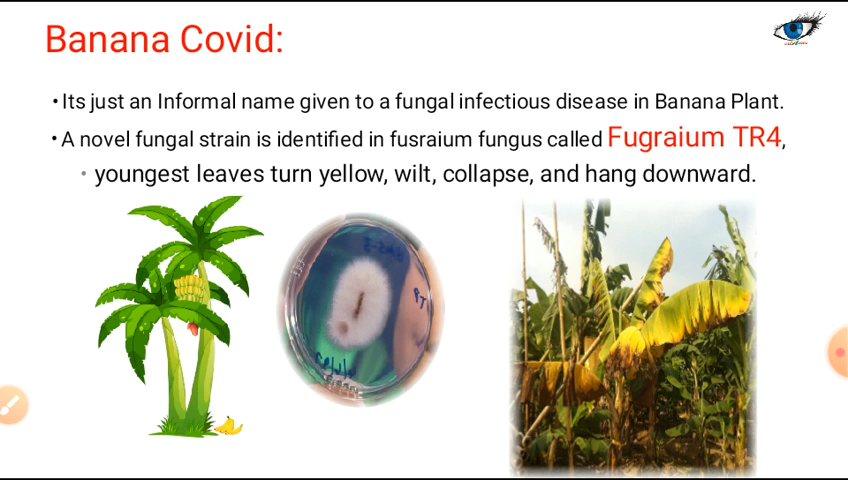 Banana Covid:
•Its just an Informal name given to a fungal infectious disease in Banana Plant.
•A novel fungal strain is identified in fusraium fungus called Fugraium TR4,
• youngest leaves turn yellow, wilt, collapse, and hang downward.